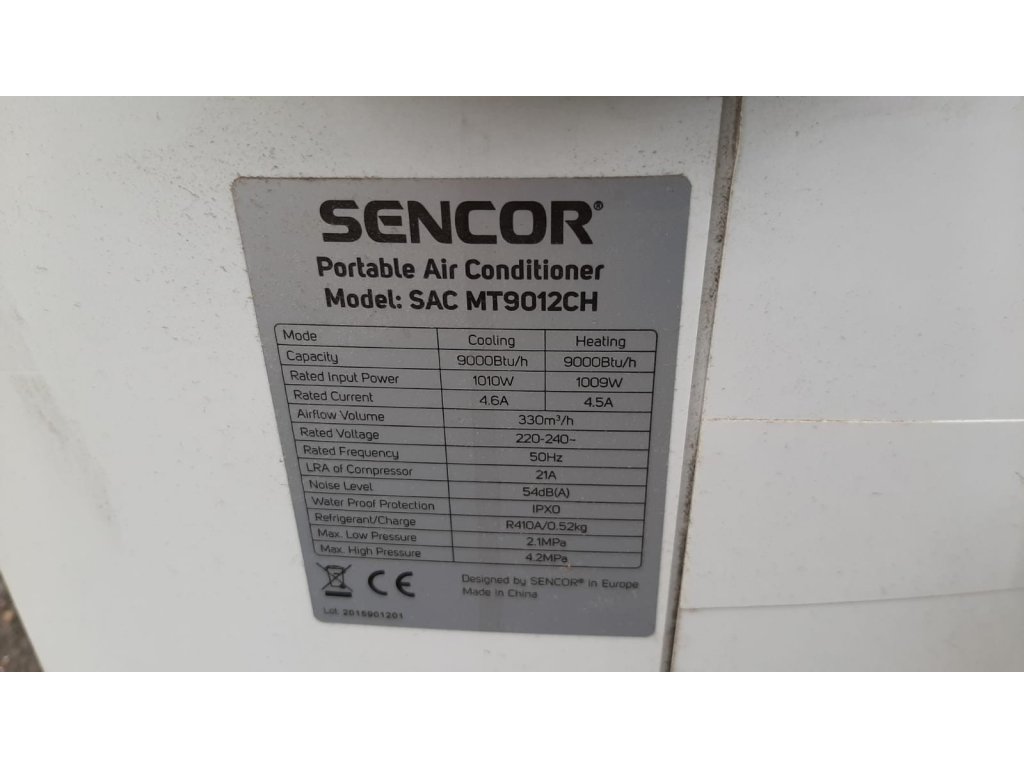 SENCOR®
Portable Air Conditioner
Model: SAC MT9012CH
Mode Cooling Heating
Capacity 9000Btu/h 9000Btu/h
Rated Input Power 1010W 1009W
Rated Current 4.6A 4.5A
Airflow Volume 330m³/h
Rated Voltage 220-240~
Rated Frequency 50Hz
LRA of Compressor 21A
Noise Level 54dB(A)
Water Proof Protection IPX0
Refrigerant/Charge R410A/0.52kg
Max. Low Pressure 2.1MPa
Max. High Pressure 4.2MPa
CE
Designed by SENCOR® in Europe
Made in China
Lot. 2016901201